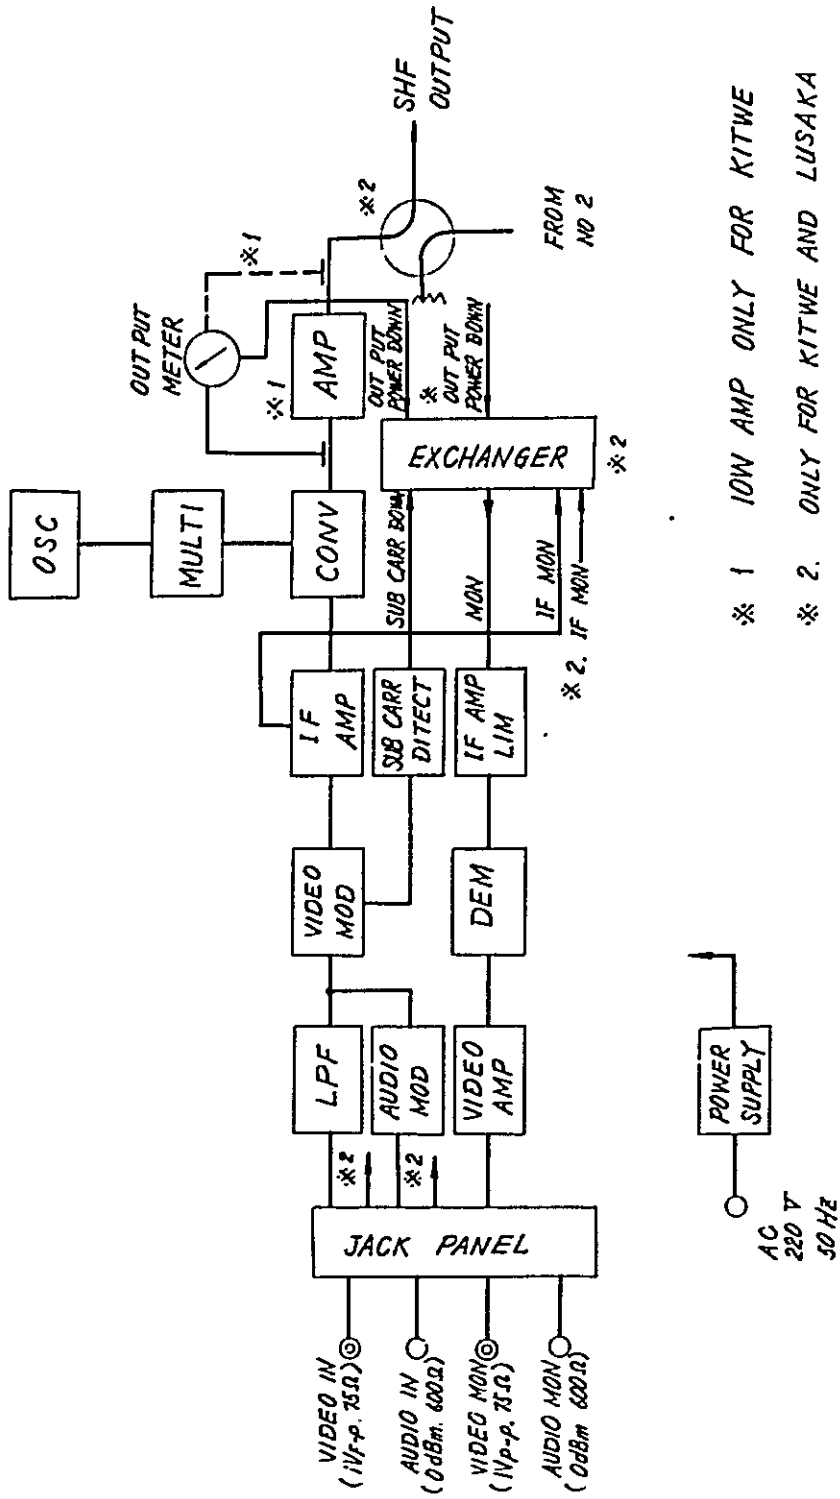 VIDEO IN
(1Vp-p. 75Ω)
AUDIO IN
(0dBm. 600Ω)
VIDEO MON
(1Vp-p. 75Ω)
AUDIO MON
(0dBm 600Ω)
JACK PANEL
※2
※2
LPF
AUDIO
MOD
VIDEO
AMP
VIDEO
MOD
DEM
IF
AMP
SUB CARR
DITECT
IF AMP
LIM
OSC
MULTI
CONV
SUB CARR DOWN
MON
IF MON
※2. IF MON
EXCHANGER
※2
OUTPUT
METER
※1
AMP
※1
OUT PUT
POWER DOWN
※
OUT PUT
POWER DOWN
※2
SHF
OUTPUT
FROM
NO 2
AC
220 V
50 Hz
POWER
SUPPLY
※ 1 10W AMP ONLY FOR KITWE
※ 2. ONLY FOR KITWE AND LUSAKA